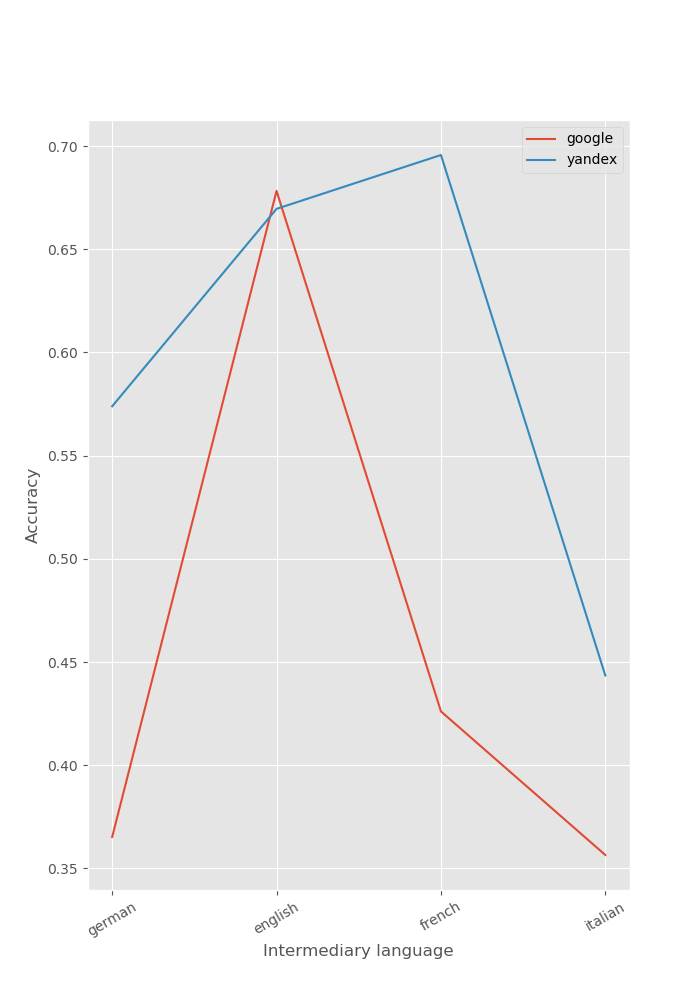 google
yandex
0.70
0.65
0.60
0.55
0.50
0.45
0.40
0.35
Accuracy
german
english
french
italian
Intermediary language